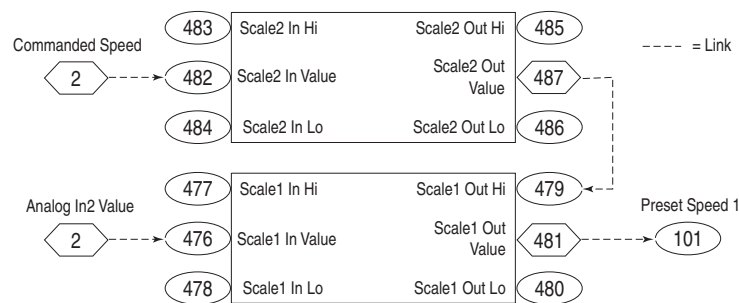 483 Scale2 In Hi Scale2 Out Hi 485
Commanded Speed
---- = Link
2 482 Scale2 In Value Scale2 Out
Value 487
484 Scale2 In Lo Scale2 Out Lo 486
477 Scale1 In Hi Scale1 Out Hi 479
Analog In2 Value Preset Speed 1
2 476 Scale1 In Value Scale1 Out
Value 481 101
478 Scale1 In Lo Scale1 Out Lo 480